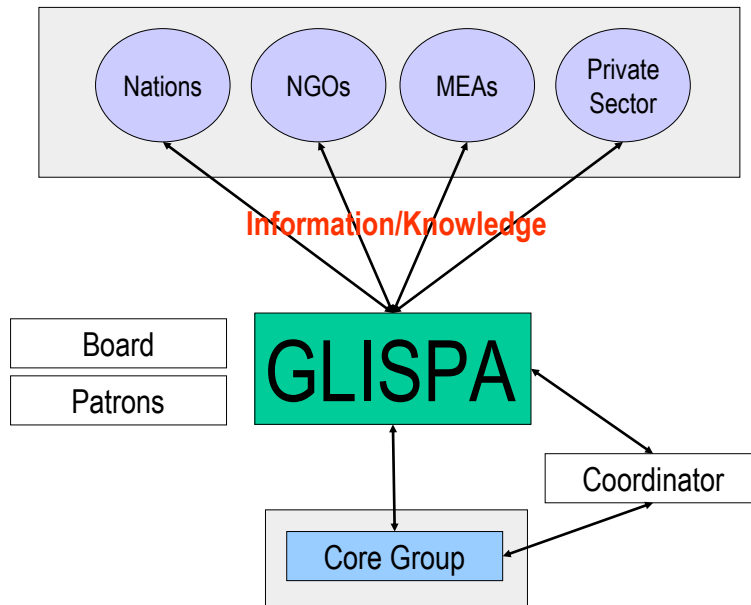 Nations
NGOs
MEAs
Private
Sector
Information/Knowledge
Board
GLISPA
Patrons
Coordinator
Core Group